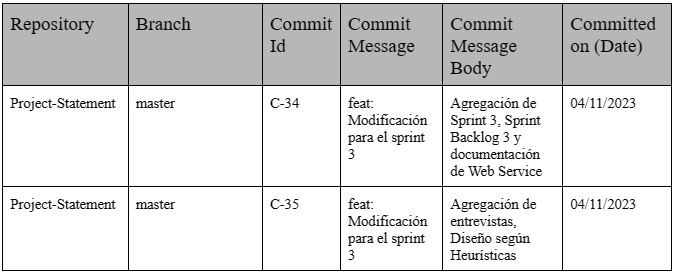 Repository
Branch
Commit
Id
Commit
Message
Commit
Message
Body
Committed
on (Date)
Project-Statement
master
C-34
feat:
Modificación
para el sprint
3
Agregación de
Sprint 3, Sprint
Backlog 3 y
documentación
de Web Service
04/11/2023
Project-Statement
master
C-35
feat:
Modificación
para el sprint
3
Agregación de
entrevistas,
Diseño según
Heurísticas
04/11/2023